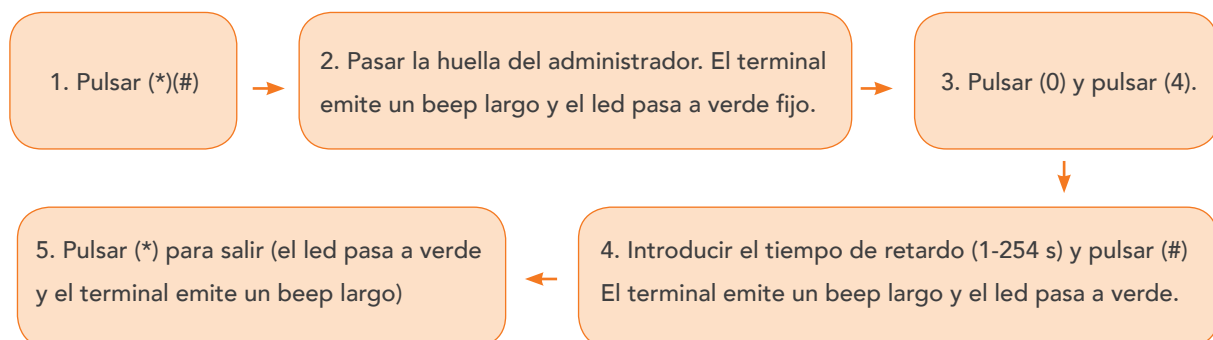 1. Pulsar (*)(#)
2. Pasar la huella del administrador. El terminal
emite un beep largo y el led pasa a verde fijo.
3. Pulsar (0) y pulsar (4).
4. Introducir el tiempo de retardo (1-254 s) y pulsar (#)
El terminal emite un beep largo y el led pasa a verde.
5. Pulsar (*) para salir (el led pasa a verde
y el terminal emite un beep largo)